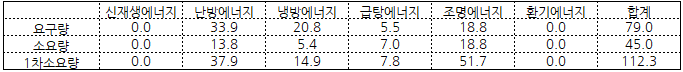 신재생에너지 난방에너지 냉방에너지 급탕에너지 조명에너지 환기에너지 합계
요구량 0.0 33.9 20.8 5.5 18.8 0.0 79.0
소요량 0.0 13.8 5.4 7.0 18.8 0.0 45.0
1차소요량 0.0 37.9 14.9 7.8 51.7 0.0 112.3